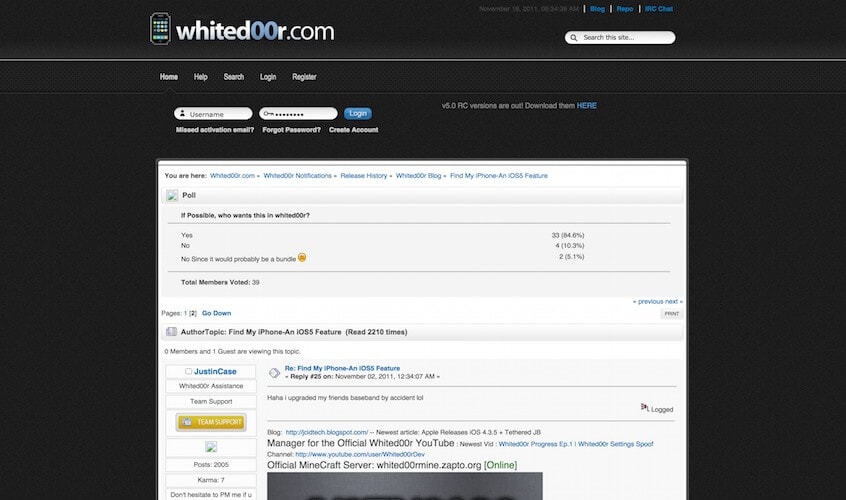 November 16, 2011, 06:34:38 AM | Blog | Repo | IRC Chat
whited00r.com
Search this site...
Home Help Search Login Register
Username •••••••• Login
Missed activation email? Forgot Password? Create Account
v5.0 RC versions are out! Download them HERE
You are here: Whited00r.com » Whited00r Notifications » Release History » Whited00r Blog » Find My iPhone-An iOS5 Feature
Poll
If Possible, who wants this in whited00r?
Yes 33 (84.6%)
No 4 (10.3%)
No Since it would probably be a bundle 2 (5.1%)
Total Members Voted: 39
« previous next »
Pages: 1 [2] Go Down
PRINT
AuthorTopic: Find My iPhone-An iOS5 Feature (Read 2210 times)
0 Members and 1 Guest are viewing this topic.
JustinCase
Whited00r Assistance
Team Support
TEAM SUPPORT
Posts: 2005
Karma: 7
Don't hesitate to PM me if u
Re: Find My iPhone-An iOS5 Feature
« Reply #25 on: November 02, 2011, 12:34:07 AM »
Haha i upgraded my friends baseband by accident lol
Logged
Blog: http://jcidtech.blogspot.com/ -- Newest article: Apple Releases iOS 4.3.5 + Tethered JB
Manager for the Official Whited00r YouTube : Newest Vid : Whited00r Progress Ep.1 | Whited00r Settings Spoof
Channel: http://www.youtube.com/user/Whited00rDev
Official MineCraft Server: whited00rmine.zapto.org [Online]